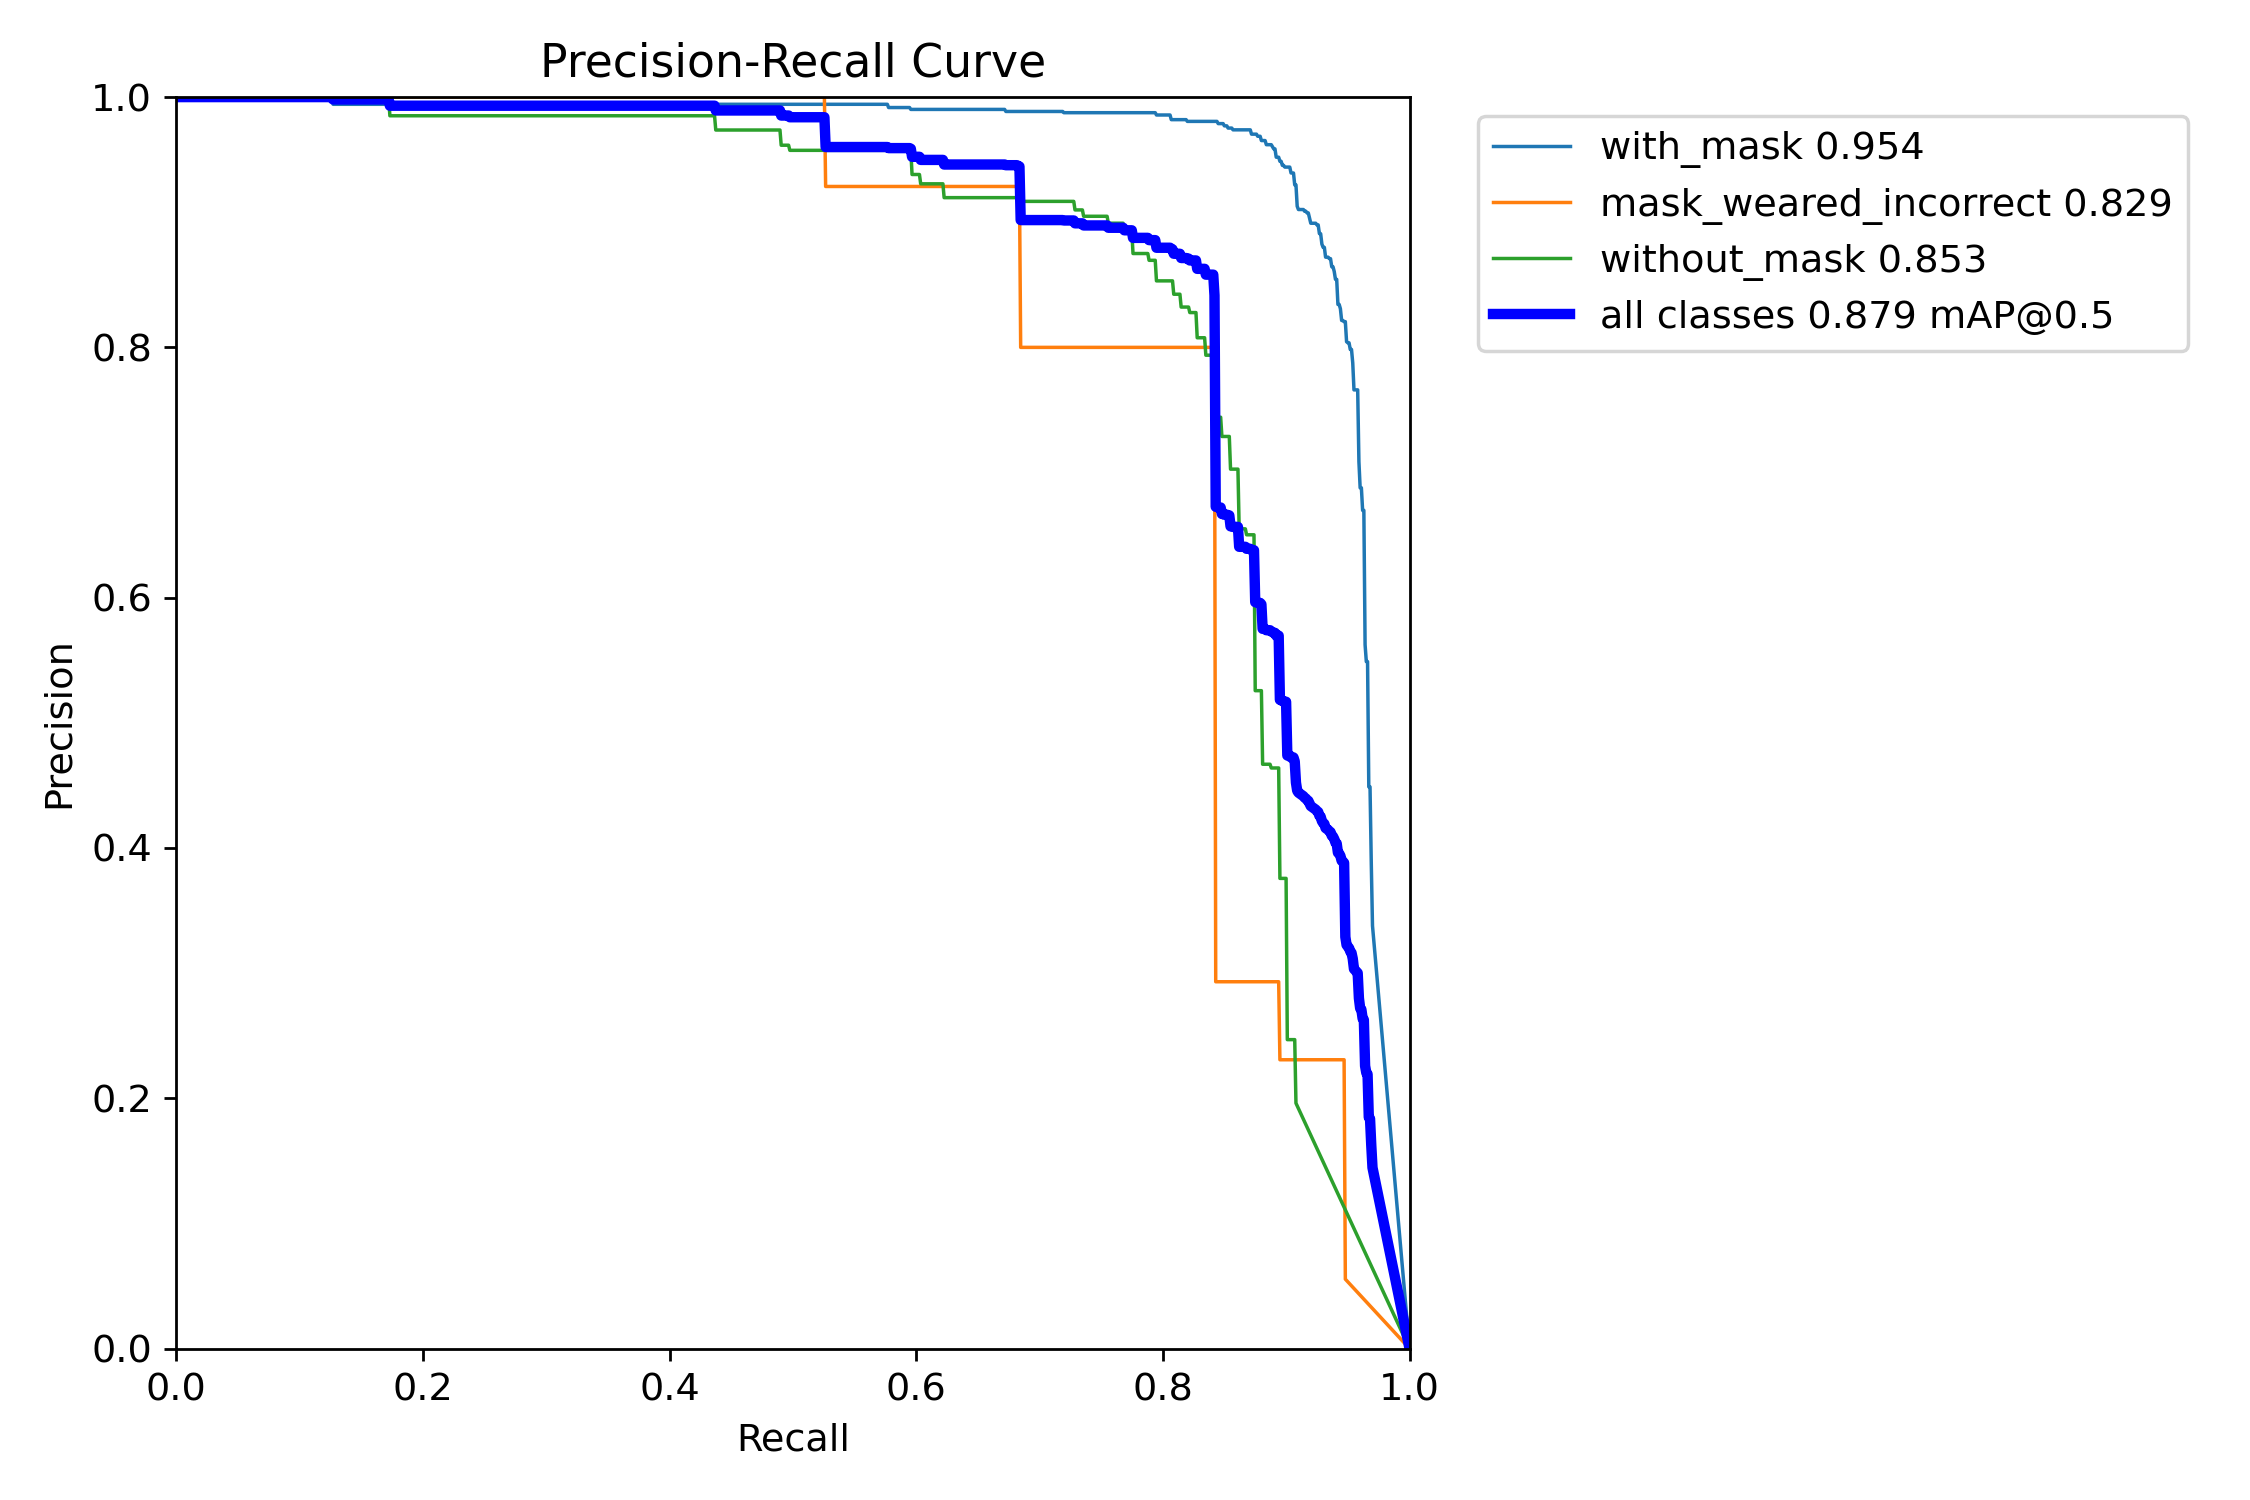 Precision-Recall Curve
1.0
0.8
0.6
0.4
0.2
0.0
Precision
0.0 0.2 0.4 0.6 0.8 1.0
Recall
with_mask 0.954
mask_weared_incorrect 0.829
without_mask 0.853
all classes 0.879 mAP@0.5